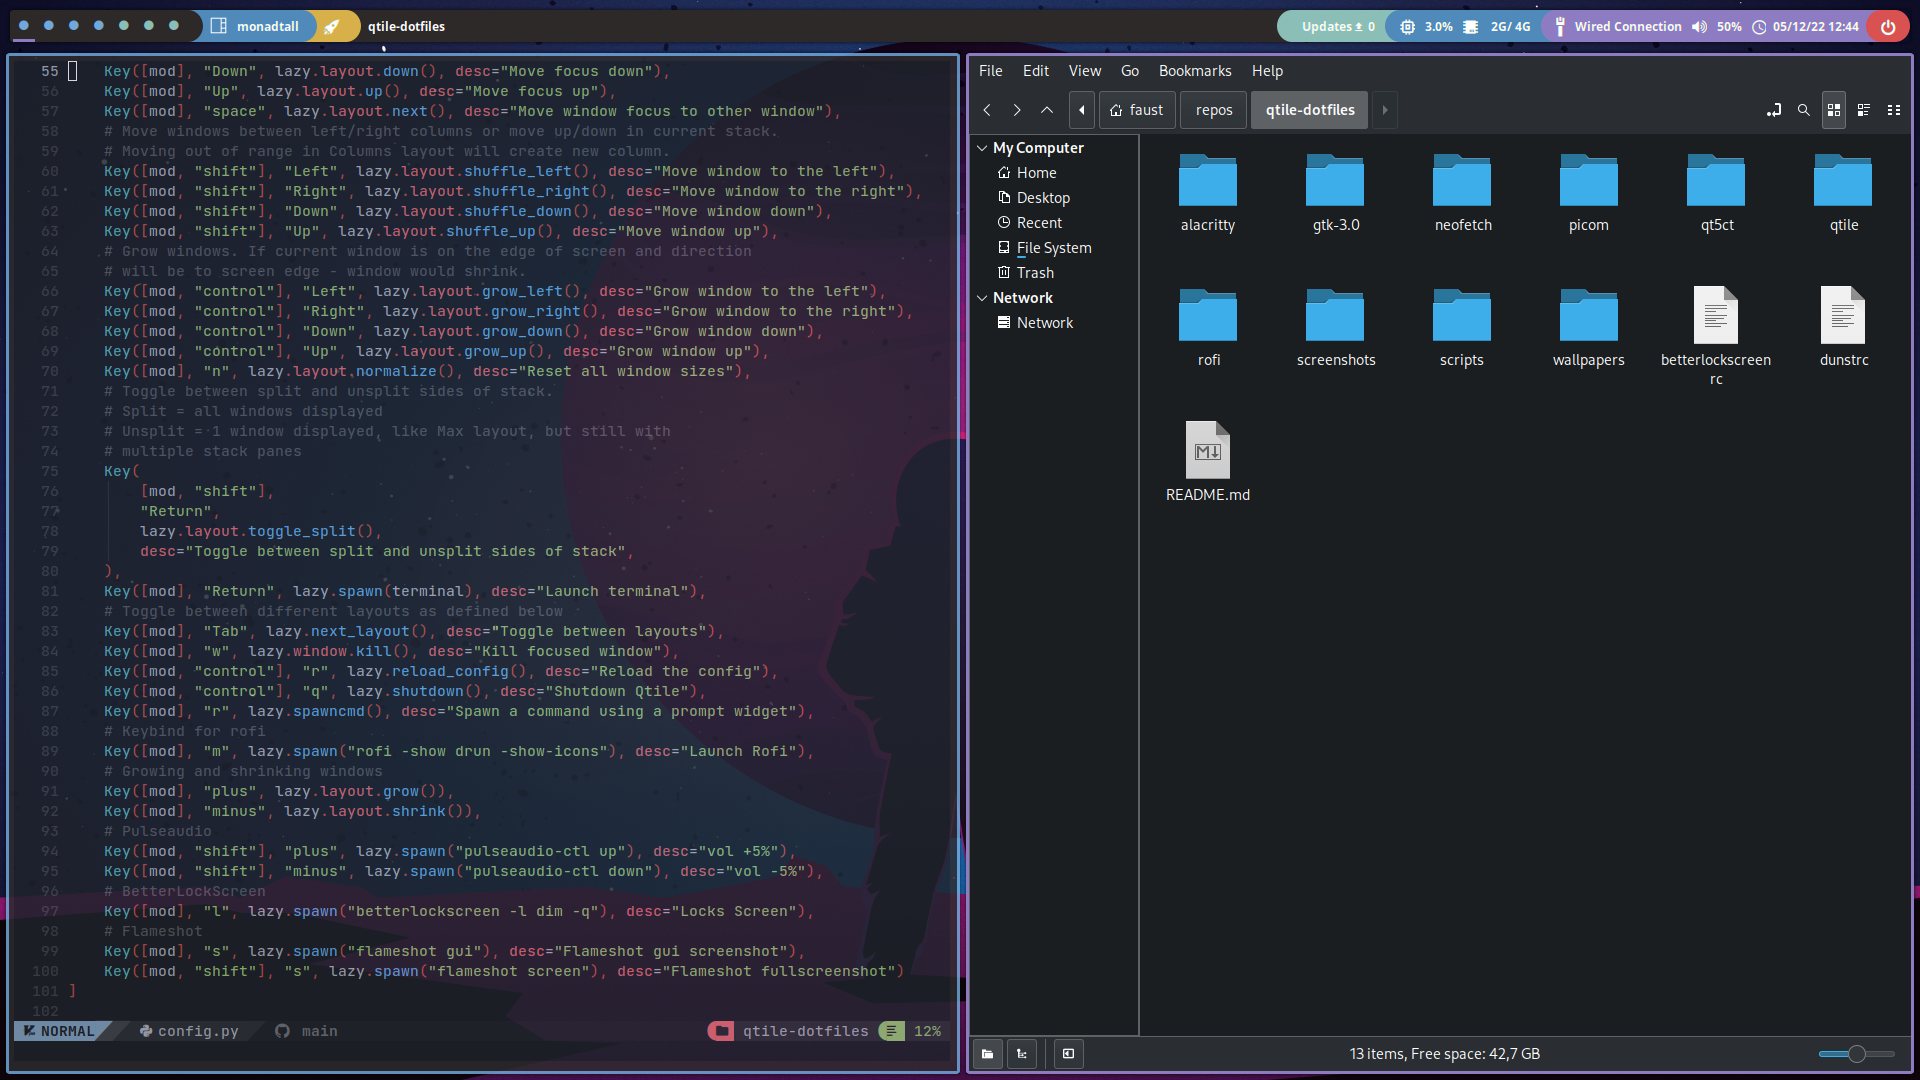 monadtall qtile-dotfiles Updates 0 3.0% 2G/ 4G Wired Connection 50% 05/12/22 12:44
55 Key([mod], "Down", lazy.layout.down(), desc="Move focus down"),
56 Key([mod], "Up", lazy.layout.up(), desc="Move focus up"),
57 Key([mod], "space", lazy.layout.next(), desc="Move window focus to other window"),
58 # Move windows between left/right columns or move up/down in current stack.
59 # Moving out of range in Columns layout will create new column.
60 Key([mod, "shift"], "Left", lazy.layout.shuffle_left(), desc="Move window to the left"),
61 Key([mod, "shift"], "Right", lazy.layout.shuffle_right(), desc="Move window to the right"),
62 Key([mod, "shift"], "Down", lazy.layout.shuffle_down(), desc="Move window down"),
63 Key([mod, "shift"], "Up", lazy.layout.shuffle_up(), desc="Move window up"),
64 # Grow windows. If current window is on the edge of screen and direction
65 # will be to screen edge - window would shrink.
66 Key([mod, "control"], "Left", lazy.layout.grow_left(), desc="Grow window to the left"),
67 Key([mod, "control"], "Right", lazy.layout.grow_right(), desc="Grow window to the right"),
68 Key([mod, "control"], "Down", lazy.layout.grow_down(), desc="Grow window down"),
69 Key([mod, "control"], "Up", lazy.layout.grow_up(), desc="Grow window up"),
70 Key([mod], "n", lazy.layout.normalize(), desc="Reset all window sizes"),
71 # Toggle between split and unsplit sides of stack.
72 # Split = all windows displayed
73 # Unsplit = 1 window displayed, like Max layout, but still with
74 # multiple stack panes
75 Key(
76 [mod, "shift"],
77 "Return",
78 lazy.layout.toggle_split(),
79 desc="Toggle between split and unsplit sides of stack",
80 ),
81 Key([mod], "Return", lazy.spawn(terminal), desc="Launch terminal"),
82 # Toggle between different layouts as defined below
83 Key([mod], "Tab", lazy.next_layout(), desc="Toggle between layouts"),
84 Key([mod], "w", lazy.window.kill(), desc="Kill focused window"),
85 Key([mod, "control"], "r", lazy.reload_config(), desc="Reload the config"),
86 Key([mod, "control"], "q", lazy.shutdown(), desc="Shutdown Qtile"),
87 Key([mod], "r", lazy.spawncmd(), desc="Spawn a command using a prompt widget"),
88 # Keybind for rofi
89 Key([mod], "m", lazy.spawn("rofi -show drun -show-icons"), desc="Launch Rofi"),
90 # Growing and shrinking windows
91 Key([mod], "plus", lazy.layout.grow()),
92 Key([mod], "minus", lazy.layout.shrink()),
93 # Pulseaudio
94 Key([mod, "shift"], "plus", lazy.spawn("pulseaudio-ctl up"), desc="vol +5%"),
95 Key([mod, "shift"], "minus", lazy.spawn("pulseaudio-ctl down"), desc="vol -5%"),
96 # BetterLockScreen
97 Key([mod], "l", lazy.spawn("betterlockscreen -l dim -q"), desc="Locks Screen"),
98 # Flameshot
99 Key([mod], "s", lazy.spawn("flameshot gui"), desc="Flameshot gui screenshot"),
100 Key([mod, "shift"], "s", lazy.spawn("flameshot screen"), desc="Flameshot fullscreenshot")
101 ]
102
NORMAL config.py main qtile-dotfiles 12%
File Edit View Go Bookmarks Help
faust repos qtile-dotfiles
My Computer
Home
Desktop
Recent
File System
Trash
Network
Network
alacritty gtk-3.0 neofetch picom qt5ct qtile
rofi screenshots scripts wallpapers betterlockscreen dunstrc
rc
M
README.md
13 items, Free space: 42,7 GB